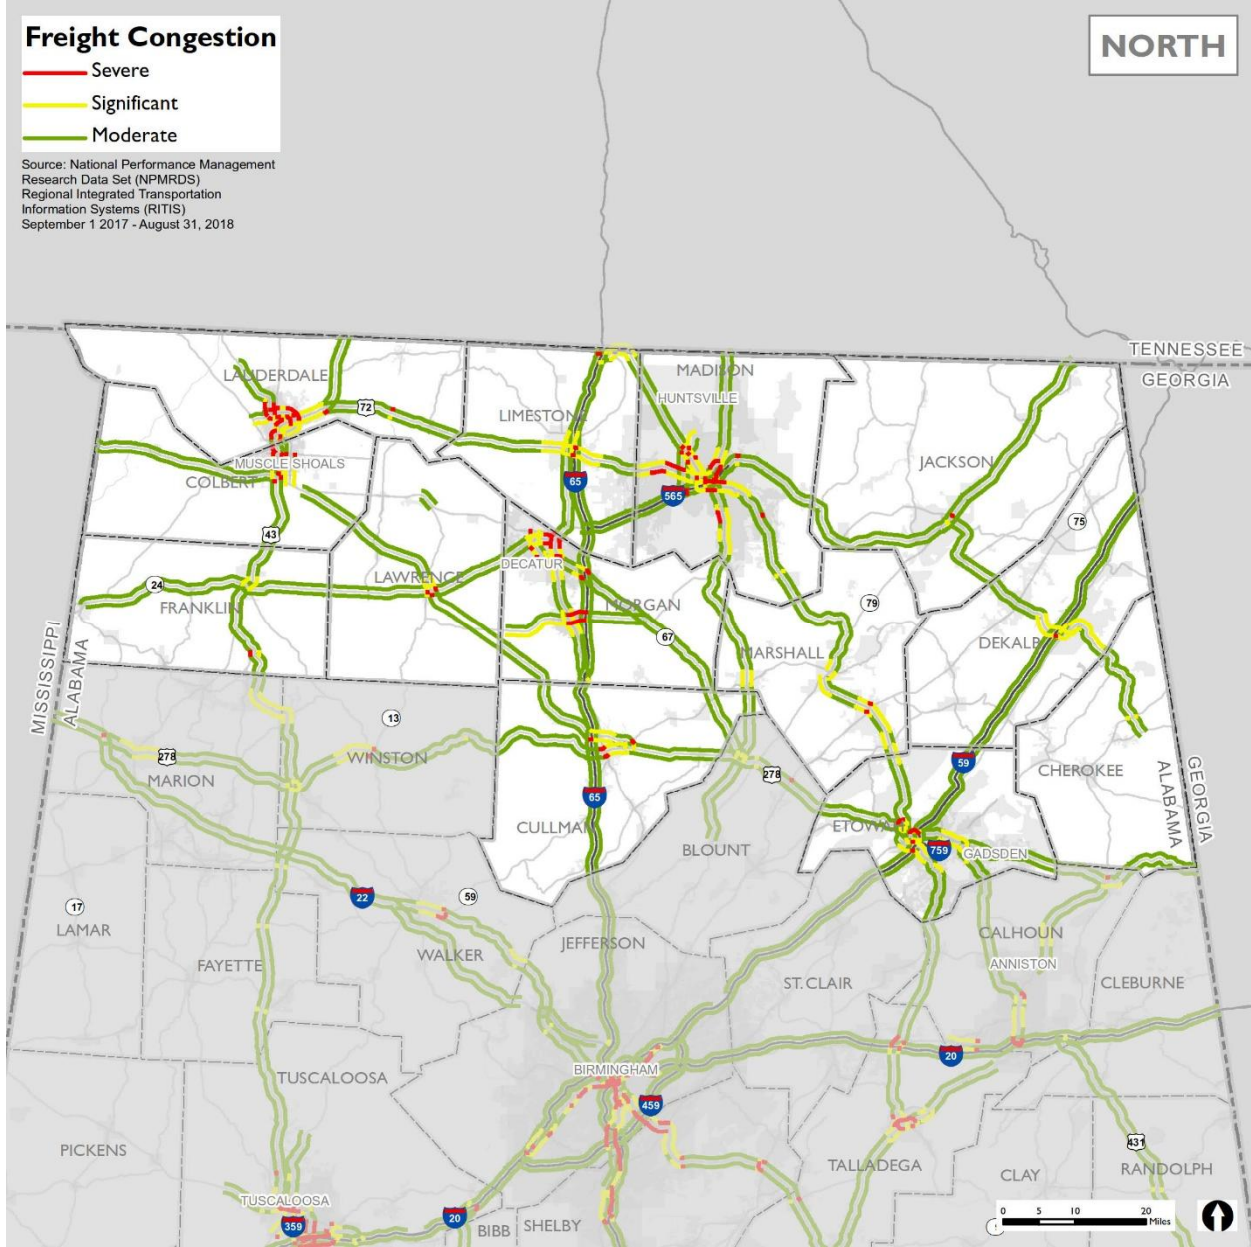 Freight Congestion
Severe
Significant
Moderate
Source: National Performance Management
Research Data Set (NPMRDS)
Regional Integrated Transportation
Information Systems (RITIS)
September 1 2017 - August 31, 2018
NORTH
TENNESSEE
GEORGIA
LAUDERDALE
MADISON
HUNTSVILLE
72
LIMESTONE
MUSCLE SHOALS
COLBERT
JACKSON
65
565
75
43
DECATUR
LAWRENCE
24
FRANKLIN
MORGAN
79
67
MARSHALL
DEKALB
MISSISSIPPI
ALABAMA
13
278
WINSTON
MARION
278
59
CHEROKEE
GEORGIA
ALABAMA
65
CULLMAN
ETOWA
BLOUNT
759
GADSDEN
22
59
17
LAMAR
JEFFERSON
CALHOUN
WALKER
FAYETTE
ANNISTON
ST. CLAIR
CLEBURNE
20
BIRMINGHAM
TUSCALOOSA
459
431
PICKENS
TALLADEGA
CLAY
RANDOLPH
TUSCALOOSA
359
20
BIBB
SHELBY
0 5 10 20
Miles